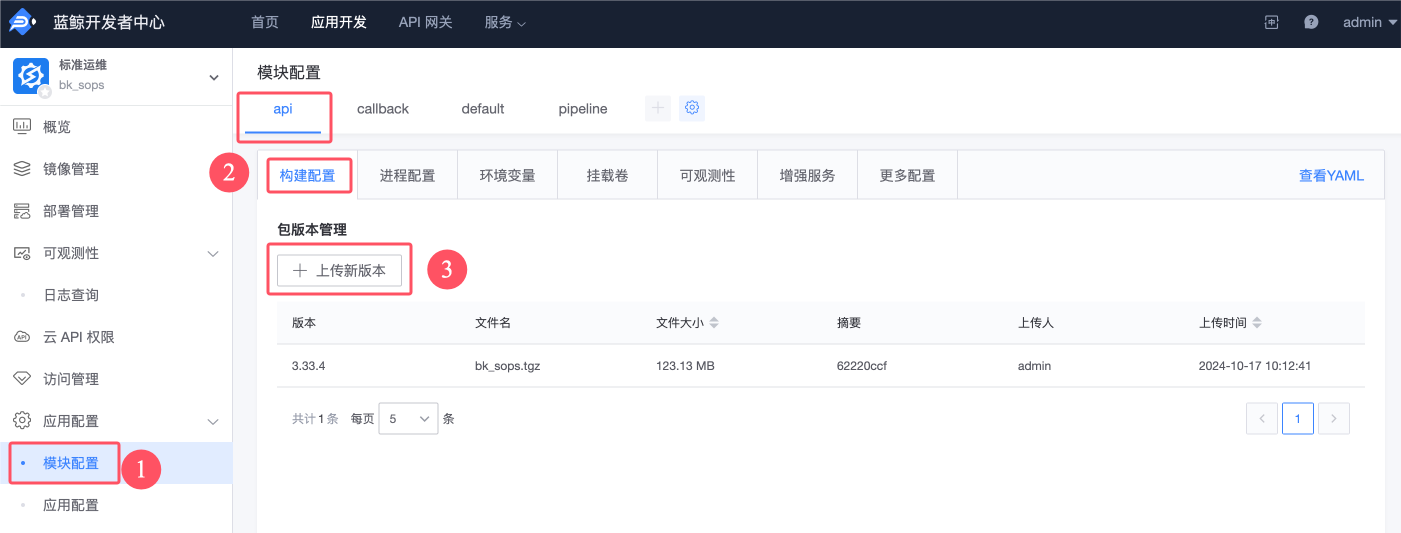 蓝鲸开发者中心 首页 应用开发 API 网关 服务 admin
标准运维
bk_sops
概览
镜像管理
部署管理
可观测性
日志查询
云 API 权限
访问管理
应用配置
模块配置 1
应用配置
模块配置
api callback default pipeline
2 构建配置 进程配置 环境变量 挂载卷 可观测性 增强服务 更多配置 查看YAML
包版本管理
上传新版本 3
版本 文件名 文件大小 摘要 上传人 上传时间
3.33.4 bk_sops.tgz 123.13 MB 62220ccf admin 2024-10-17 10:12:41
共计 1 条 每页 5 条 1